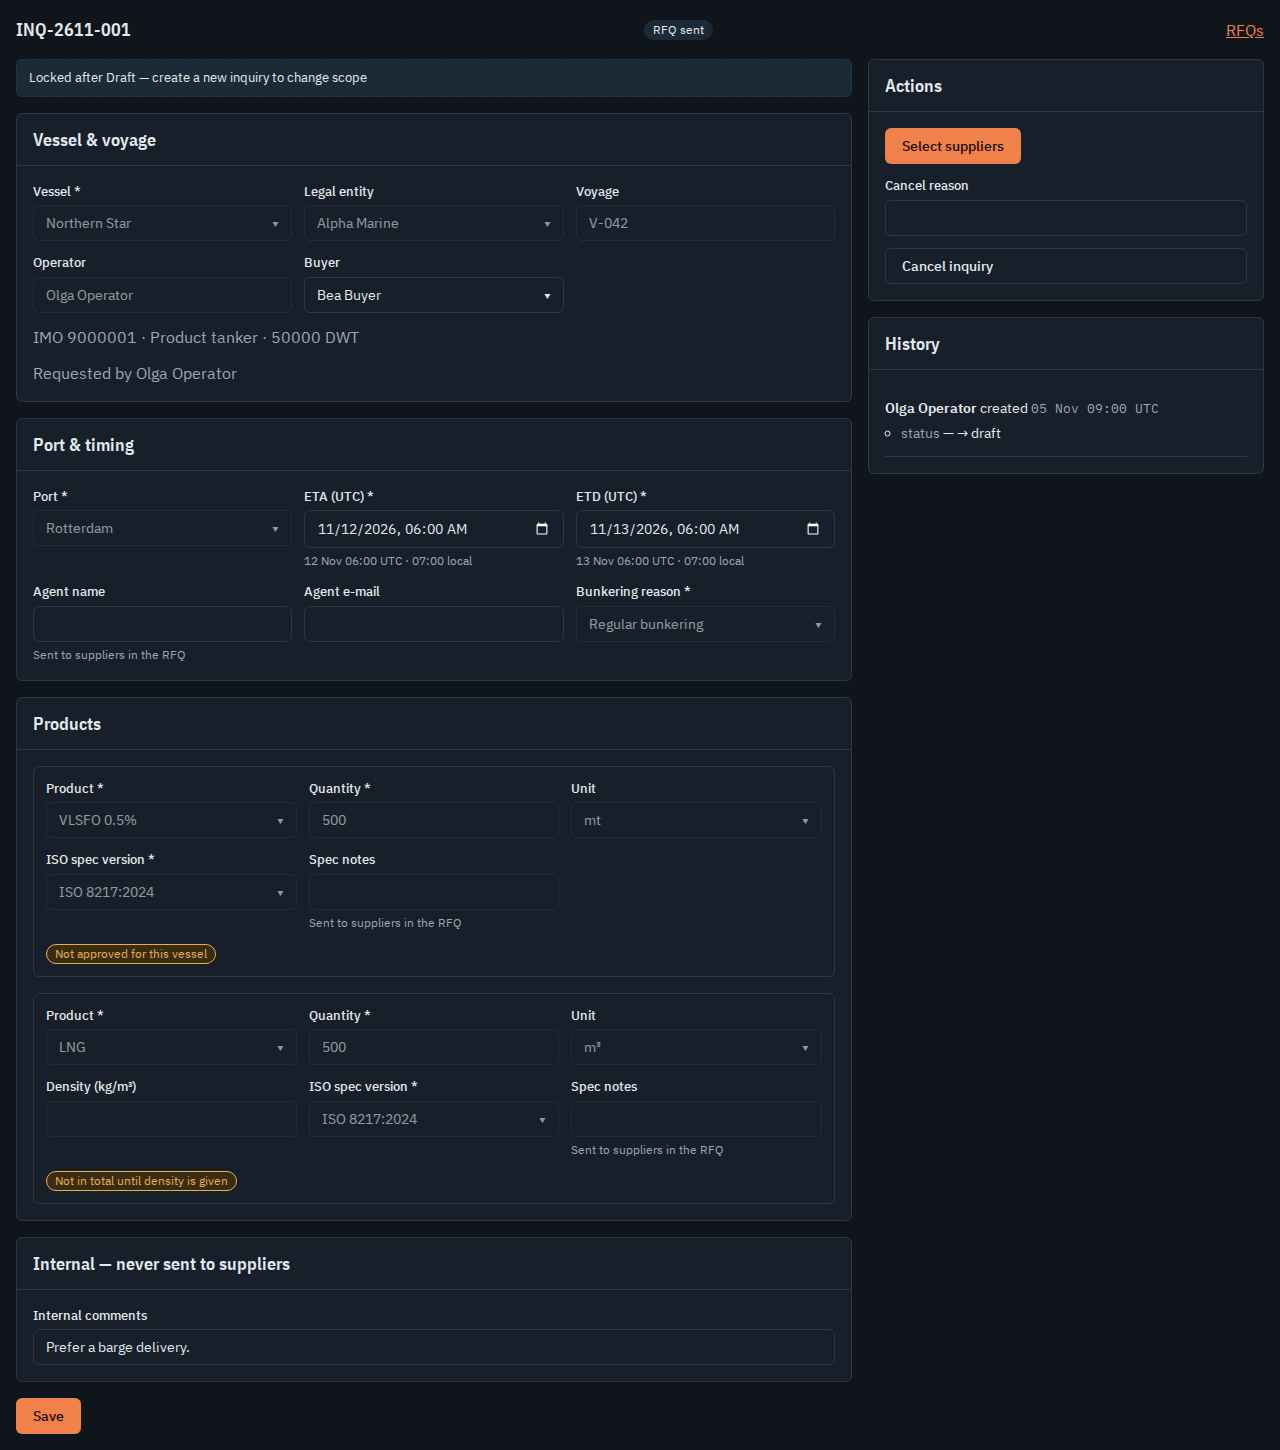 INQ-2611-001
RFQ sent
RFQs
Locked after Draft — create a new inquiry to change scope
Vessel & voyage
Vessel * Legal entity Voyage
Northern Star Alpha Marine V-042
Operator Buyer
Olga Operator Bea Buyer
IMO 9000001 · Product tanker · 50000 DWT
Requested by Olga Operator
Port & timing
Port * ETA (UTC) * ETD (UTC) *
Rotterdam 11/12/2026, 06:00 AM 11/13/2026, 06:00 AM
12 Nov 06:00 UTC · 07:00 local 13 Nov 06:00 UTC · 07:00 local
Agent name Agent e-mail Bunkering reason *
Regular bunkering
Sent to suppliers in the RFQ
Products
Product * Quantity * Unit
VLSFO 0.5% 500 mt
ISO spec version * Spec notes
ISO 8217:2024
Sent to suppliers in the RFQ
Not approved for this vessel
Product * Quantity * Unit
LNG 500 m³
Density (kg/m³) ISO spec version * Spec notes
ISO 8217:2024
Sent to suppliers in the RFQ
Not in total until density is given
Internal — never sent to suppliers
Internal comments
Prefer a barge delivery.
Save
Actions
Select suppliers
Cancel reason
Cancel inquiry
History
Olga Operator created 05 Nov 09:00 UTC
status — → draft